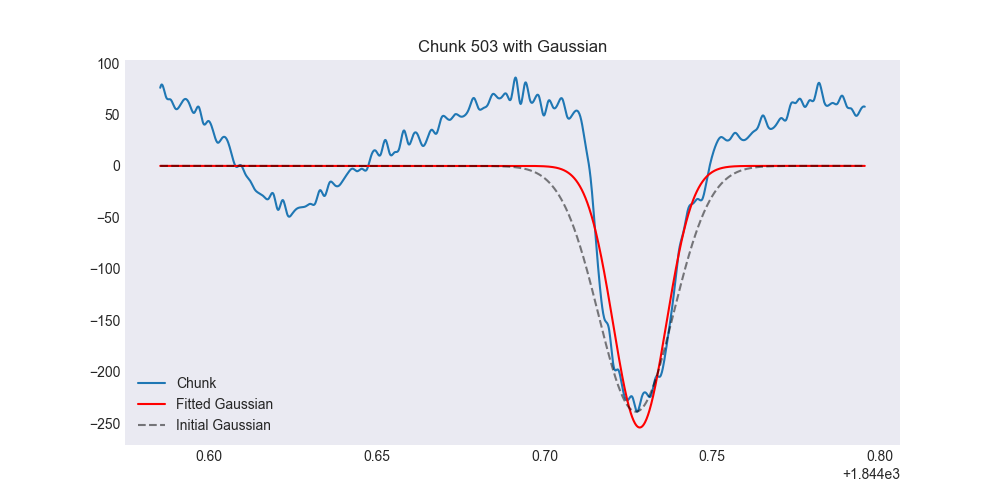 Chunk 503 with Gaussian
100
50
0
−50
−100
−150
−200
−250
Chunk
Fitted Gaussian
Initial Gaussian
0.60 0.65 0.70 0.75 0.80
+1.844e3